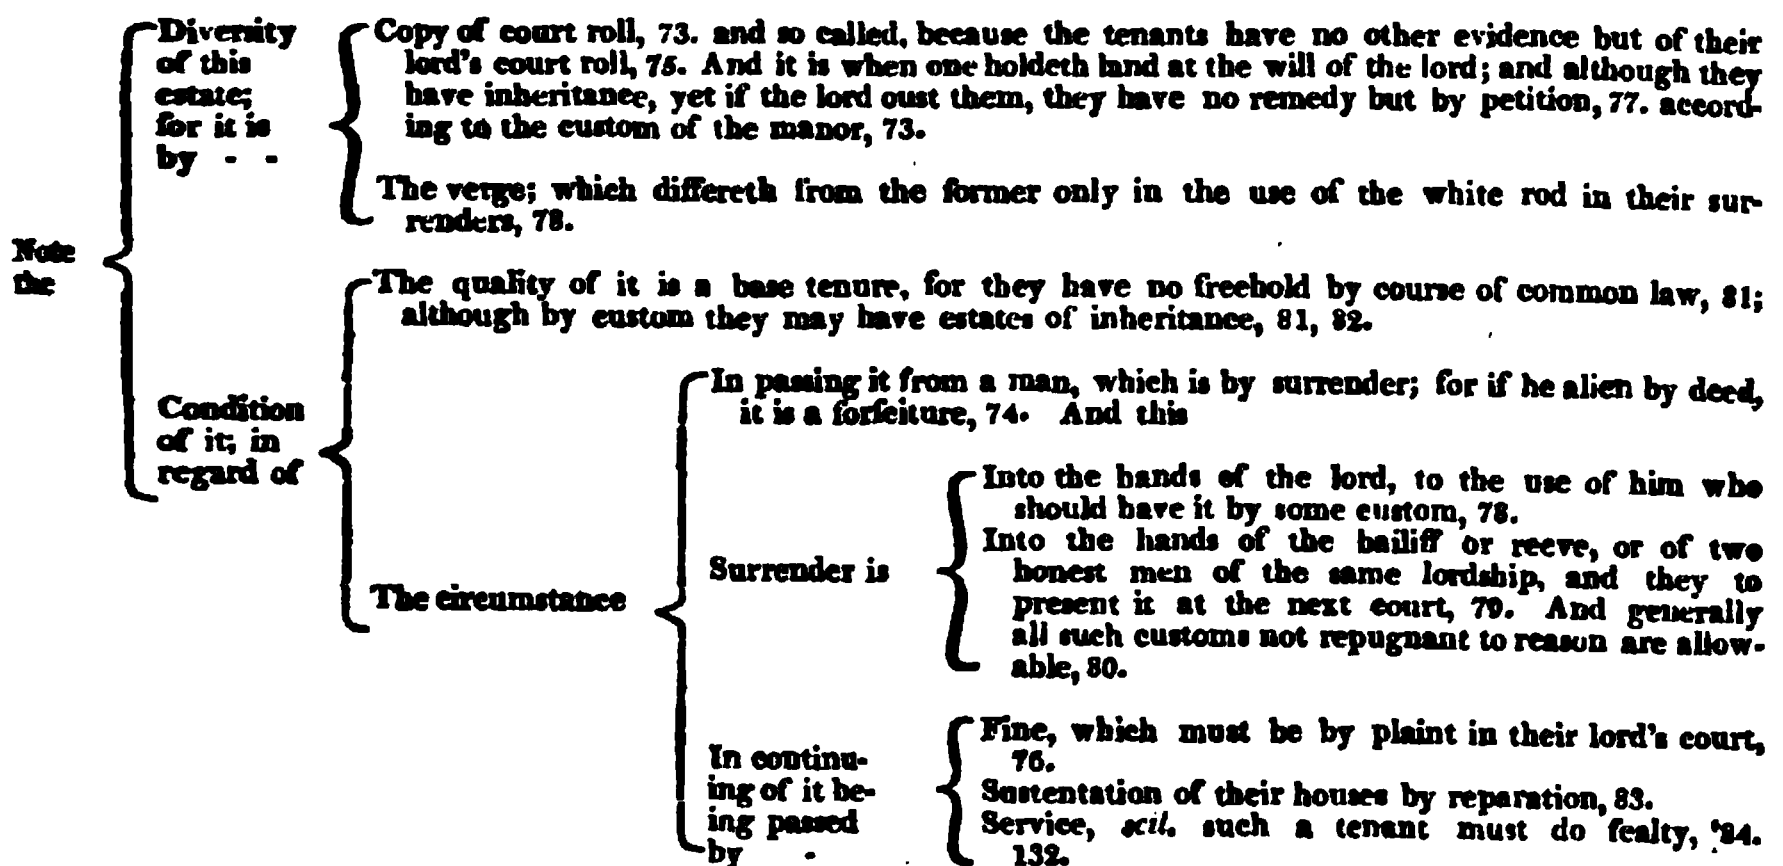 Note
the
Diversity
of this
estate;
for it is
by - -
Copy of court roll, 73. and so called, because the tenants have no other evidence but of their
lord's court roll, 75. And it is when one holdeth land at the will of the lord; and although they
have inheritance, yet if the lord oust them, they have no remedy but by petition, 77. accord-
ing to the custom of the manor, 73.
The verge; which differeth from the former only in the use of the white rod in their sur-
renders, 78.
Condition
of it; in
regard of
The quality of it is a base tenure, for they have no freehold by course of common law, 81;
although by custom they may have estates of inheritance, 81, 82.
The circumstance
In passing it from a man, which is by surrender; for if he alien by deed,
it is a forfeiture, 74. And this
Surrender is
Into the hands of the lord, to the use of him who
should have it by some custom, 78.
Into the hands of the bailiff or reeve, or of two
honest men of the same lordship, and they to
present it at the next court, 79. And generally
all such customs not repugnant to reason are allow-
able, 80.
In continu-
ing of it be-
ing passed
by -
Fine, which must be by plaint in their lord's court,
76.
Sustentation of their houses by reparation, 83.
Service, scil. such a tenant must do fealty, 84.
132.